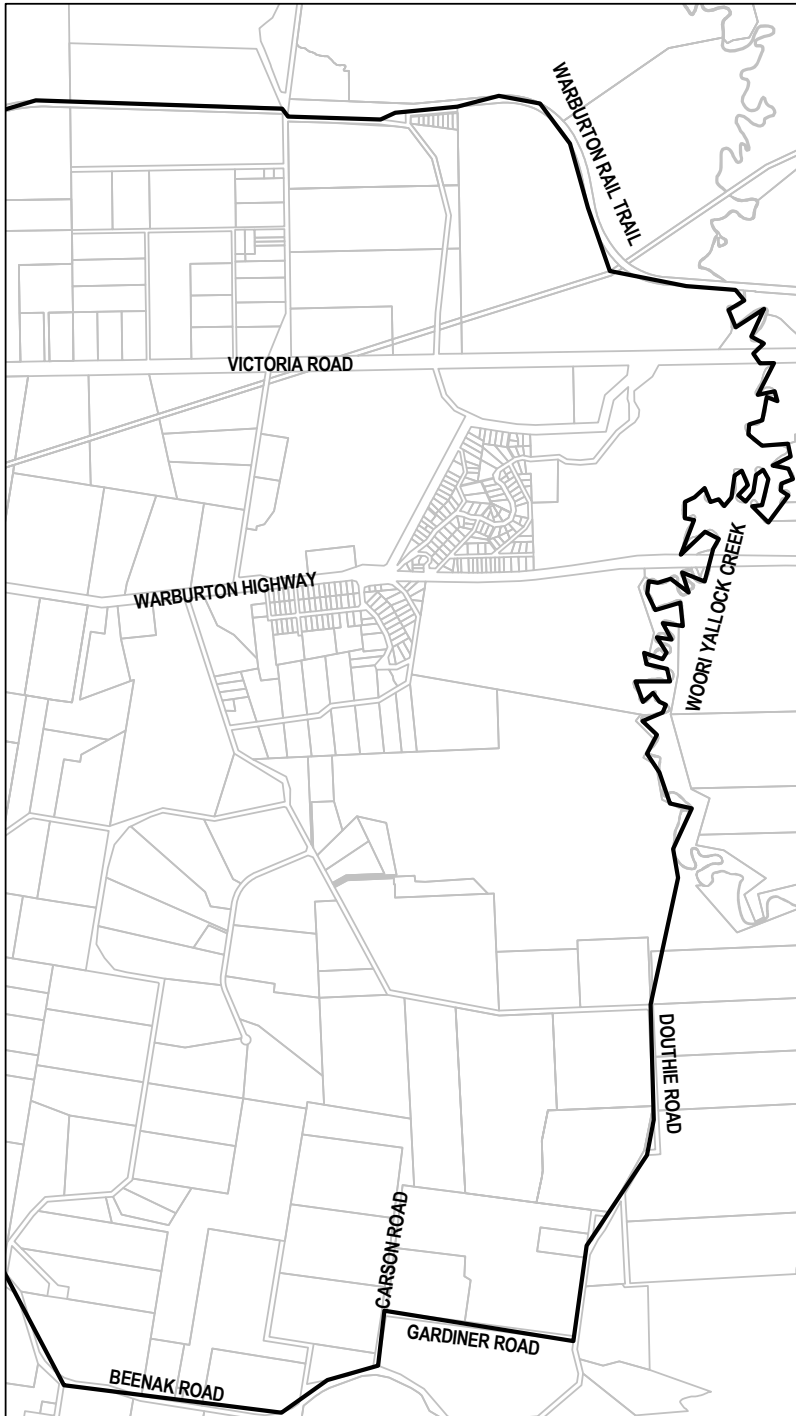 WARBURTON RAIL TRAIL
VICTORIA ROAD
WARBURTON HIGHWAY
WOORI YALLOCK CREEK
DOUTHIE ROAD
CARSON ROAD
GARDINER ROAD
BEENAK ROAD